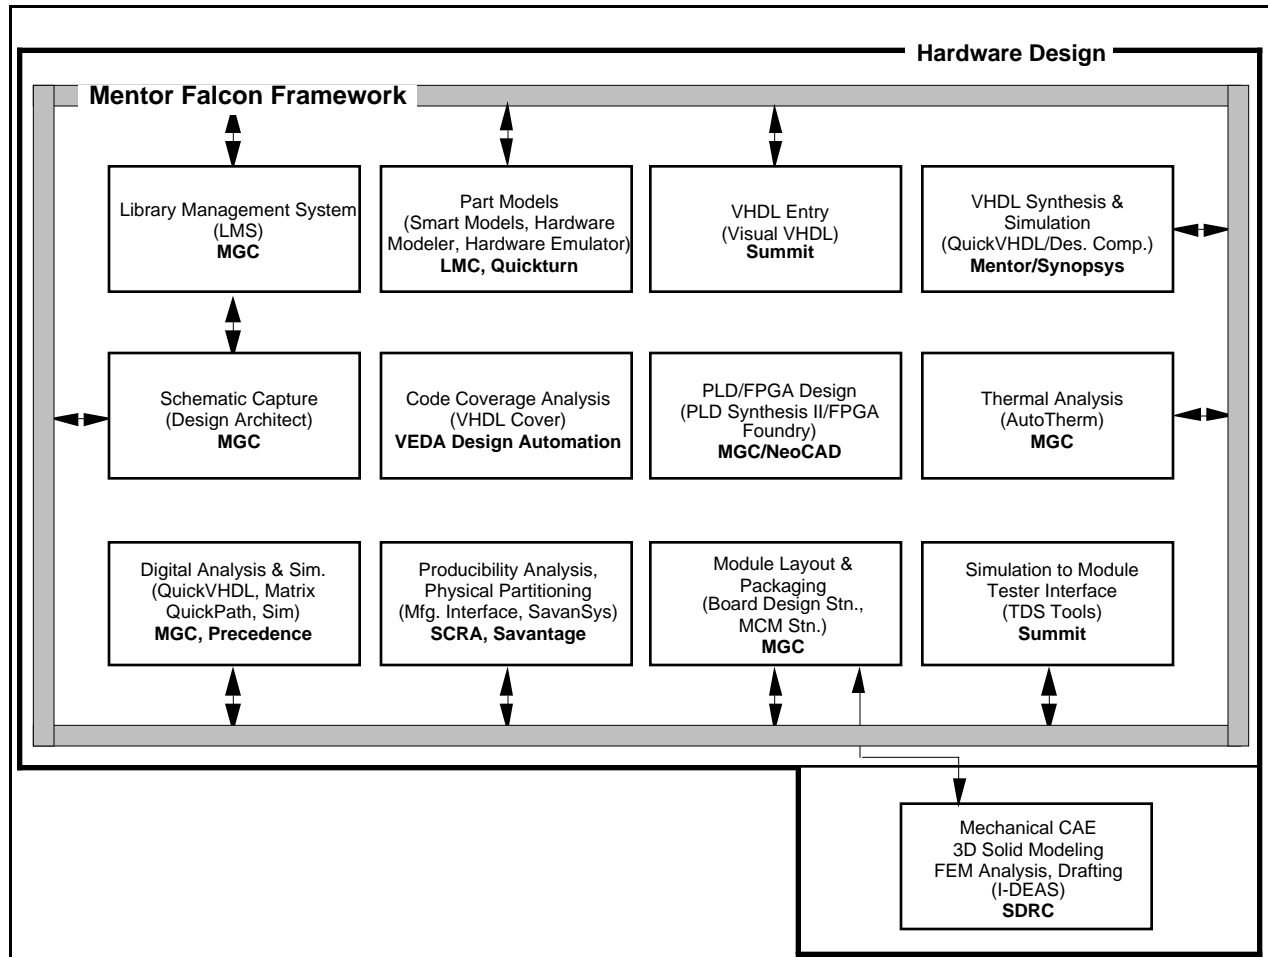 Hardware Design
Mentor Falcon Framework
Library Management System
(LMS)
MGC
Part Models
(Smart Models, Hardware
Modeler, Hardware Emulator)
LMC, Quickturn
VHDL Entry
(Visual VHDL)
Summit
VHDL Synthesis &
Simulation
(QuickVHDL/Des. Comp.)
Mentor/Synopsys
Schematic Capture
(Design Architect)
MGC
Code Coverage Analysis
(VHDL Cover)
VEDA Design Automation
PLD/FPGA Design
(PLD Synthesis II/FPGA
Foundry)
MGC/NeoCAD
Thermal Analysis
(AutoTherm)
MGC
Digital Analysis & Sim.
(QuickVHDL, Matrix
QuickPath, Sim)
MGC, Precedence
Producibility Analysis,
Physical Partitioning
(Mfg. Interface, SavanSys)
SCRA, Savantage
Module Layout &
Packaging
(Board Design Stn.,
MCM Stn.)
MGC
Simulation to Module
Tester Interface
(TDS Tools)
Summit
Mechanical CAE
3D Solid Modeling
FEM Analysis, Drafting
(I-DEAS)
SDRC